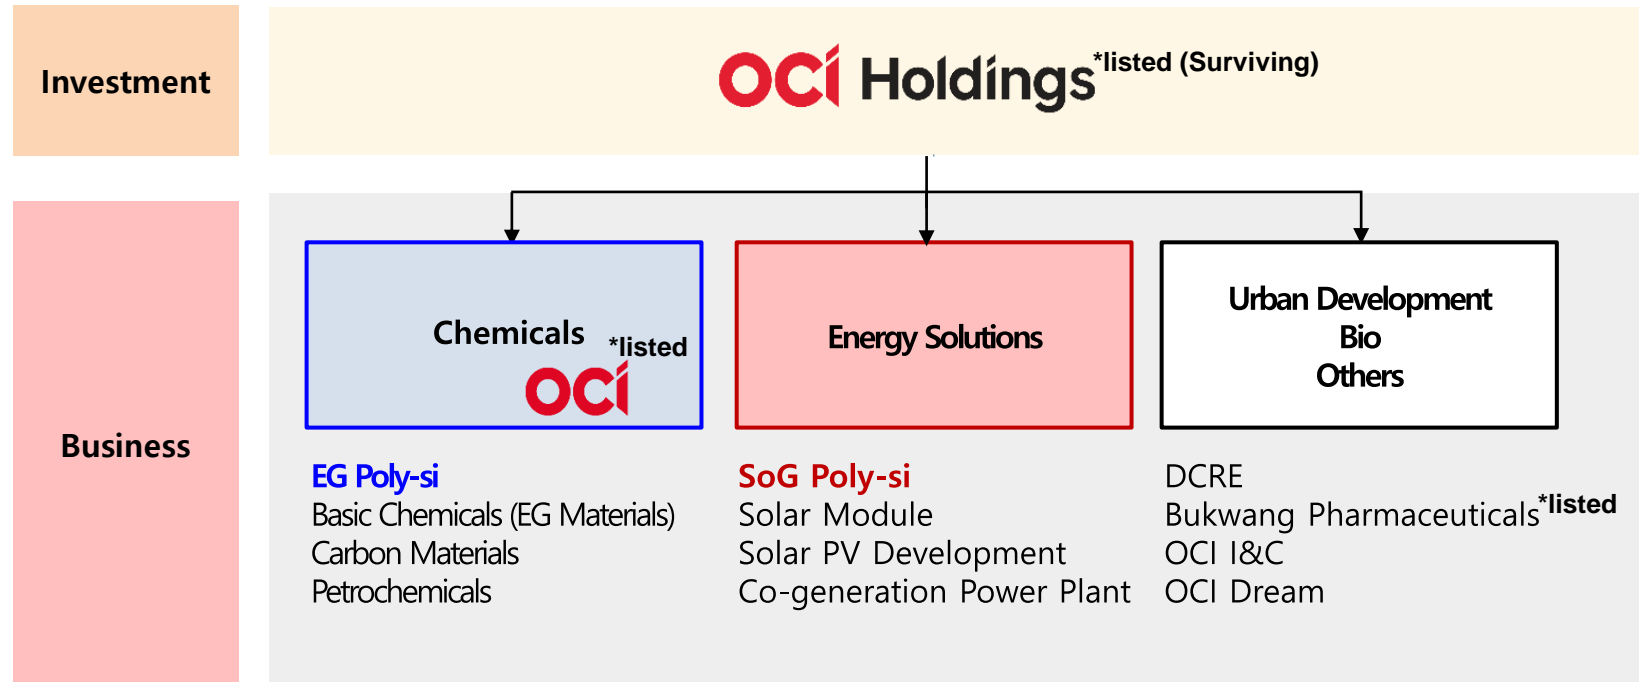 Investment
OCI Holdings *listed (Surviving)
Business
Chemicals
*listed
OCI
Energy Solutions
Urban Development
Bio
Others
EG Poly-si
Basic Chemicals (EG Materials)
Carbon Materials
Petrochemicals
SoG Poly-si
Solar Module
Solar PV Development
Co-generation Power Plant
DCRE
Bukwang Pharmaceuticals *listed
OCI I&C
OCI Dream